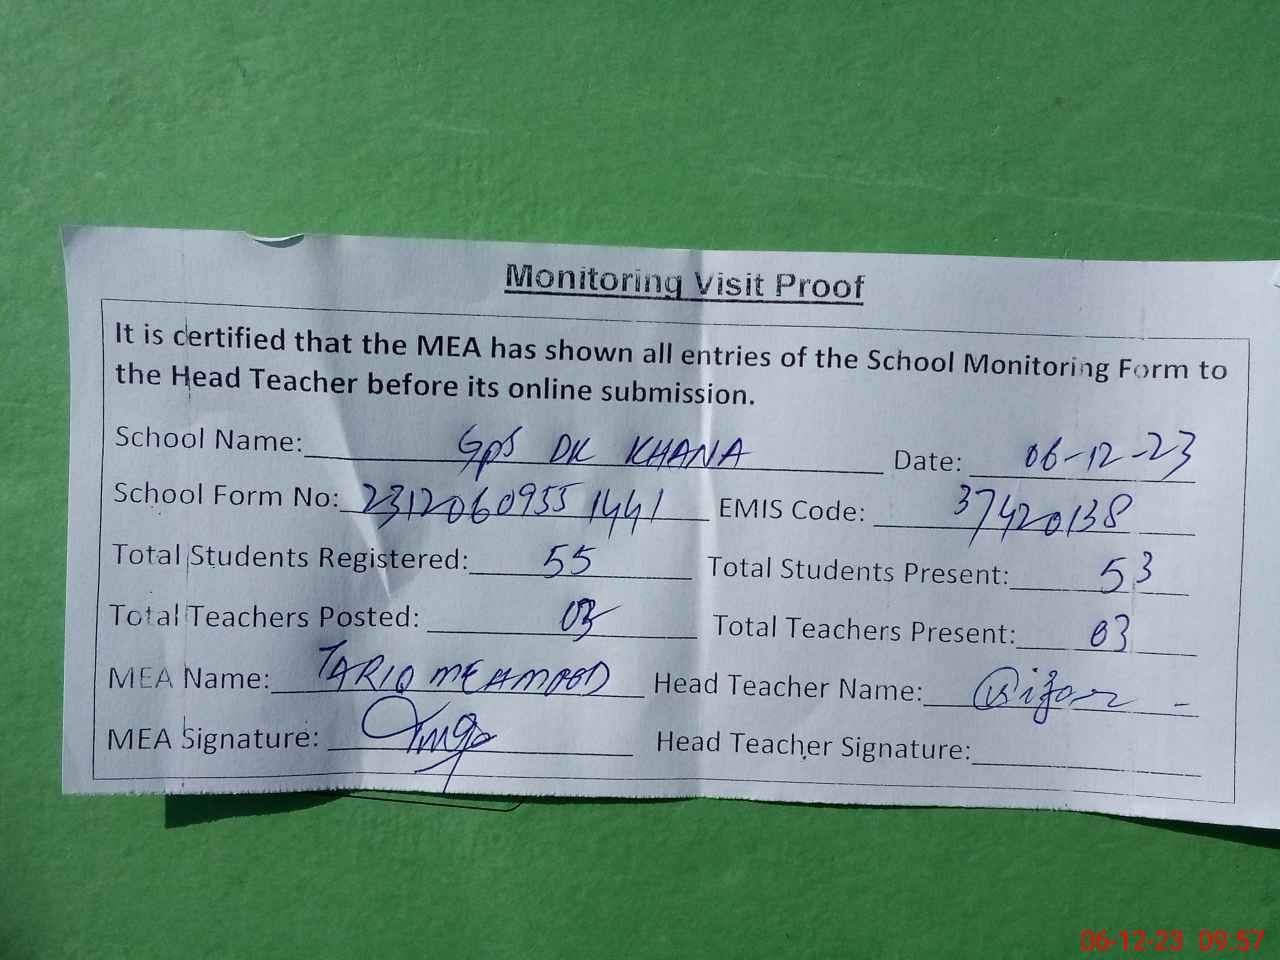 Monitoring Visit Proof
It is certified that the MEA has shown all entries of the School Monitoring Form to
the Head Teacher before its online submission.
School Name: GPS DK KHANA Date: 06-12-23
School Form No: 23120609551441 EMIS Code: 37420138
Total Students Registered: 55 Total Students Present: 53
Total Teachers Posted: 03 Total Teachers Present: 03
MEA Name: TARIQ MEHMOOD Head Teacher Name:
MEA Signature: Head Teacher Signature:
06-12-23 09:57